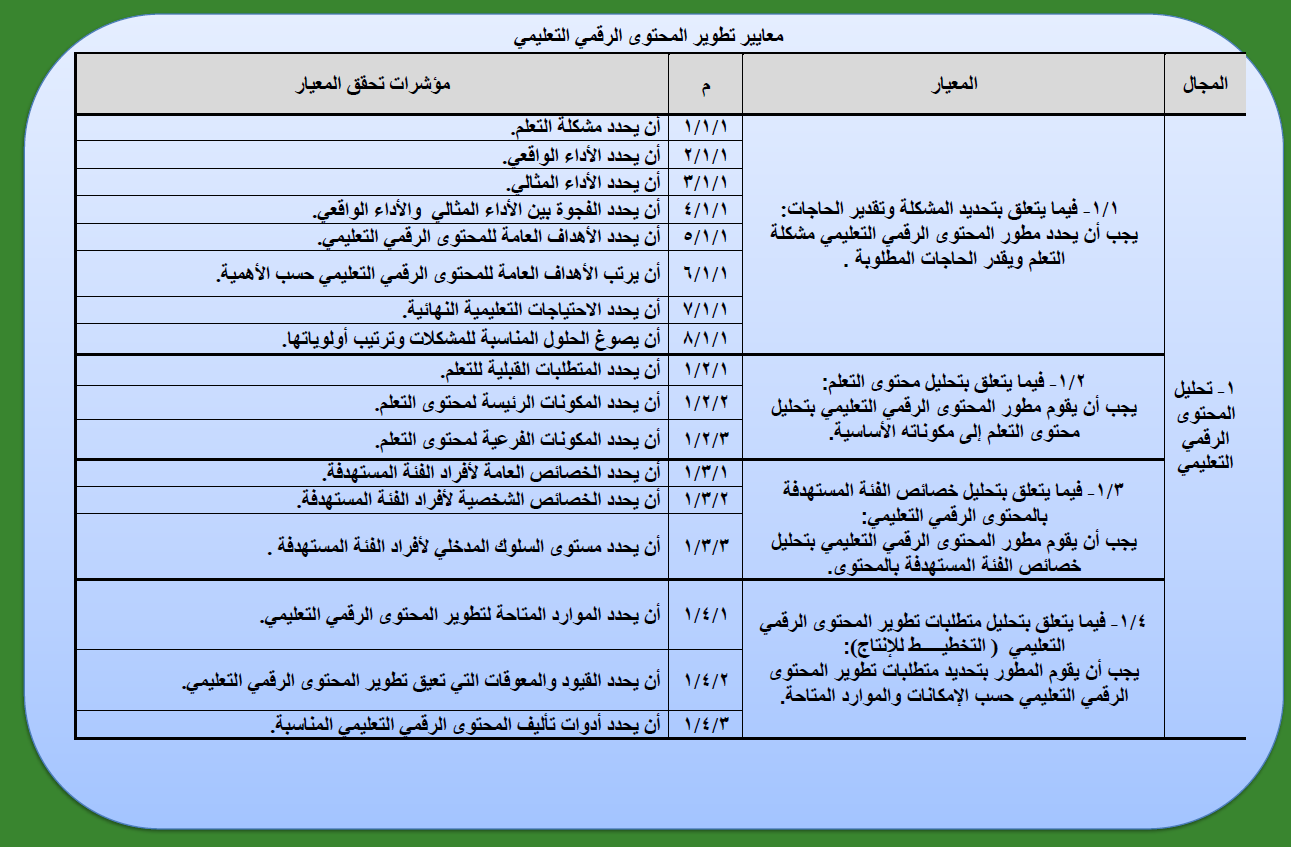 معايير تطوير المحتوى الرقمي التعليمي
المجال
المعيار
م
مؤشرات تحقق المعيار
١- تحليل
المحتوى
الرقمي
التعليمي
١/١- فيما يتعلق بتحديد المشكلة وتقدير الحاجات:
يجب أن يحدد مطور المحتوى الرقمي التعليمي مشكلة
التعلم ويقدر الحاجات المطلوبة .
١/١/١ أن يحدد مشكلة التعلم.
٢/١/١ أن يحدد الأداء الواقعي.
٣/١/١ أن يحدد الأداء المثالي.
٤/١/١ أن يحدد الفجوة بين الأداء المثالي والأداء الواقعي.
٥/١/١ أن يحدد الأهداف العامة للمحتوى الرقمي التعليمي.
٦/١/١ أن يرتب الأهداف العامة للمحتوى الرقمي التعليمي حسب الأهمية.
٧/١/١ أن يحدد الاحتياجات التعليمية النهائية.
٨/١/١ أن يصوغ الحلول المناسبة للمشكلات وترتيب أولوياتها.
١/٢- فيما يتعلق بتحليل محتوى التعلم:
يجب أن يقوم مطور المحتوى الرقمي التعليمي بتحليل
محتوى التعلم إلى مكوناته الأساسية.
١/٢/١ أن يحدد المتطلبات القبلية للتعلم.
١/٢/٢ أن يحدد المكونات الرئيسة لمحتوى التعلم.
١/٢/٣ أن يحدد المكونات الفرعية لمحتوى التعلم.
١/٣- فيما يتعلق بتحليل خصائص الفئة المستهدفة
بالمحتوى الرقمي التعليمي:
يجب أن يقوم مطور المحتوى الرقمي التعليمي بتحليل
خصائص الفئة المستهدفة بالمحتوى.
١/٣/١ أن يحدد الخصائص العامة لأفراد الفئة المستهدفة.
١/٣/٢ أن يحدد الخصائص الشخصية لأفراد الفئة المستهدفة.
١/٣/٣ أن يحدد مستوى السلوك المدخلي لأفراد الفئة المستهدفة .
١/٤- فيما يتعلق بتحليل متطلبات تطوير المحتوى الرقمي
التعليمي ( التخطيـــــط للإنتاج):
يجب أن يقوم المطور بتحديد متطلبات تطوير المحتوى
الرقمي التعليمي حسب الإمكانات والموارد المتاحة.
١/٤/١ أن يحدد الموارد المتاحة لتطوير المحتوى الرقمي التعليمي.
١/٤/٢ أن يحدد القيود والمعوقات التي تعيق تطوير المحتوى الرقمي التعليمي.
١/٤/٣ أن يحدد أدوات تأليف المحتوى الرقمي التعليمي المناسبة.